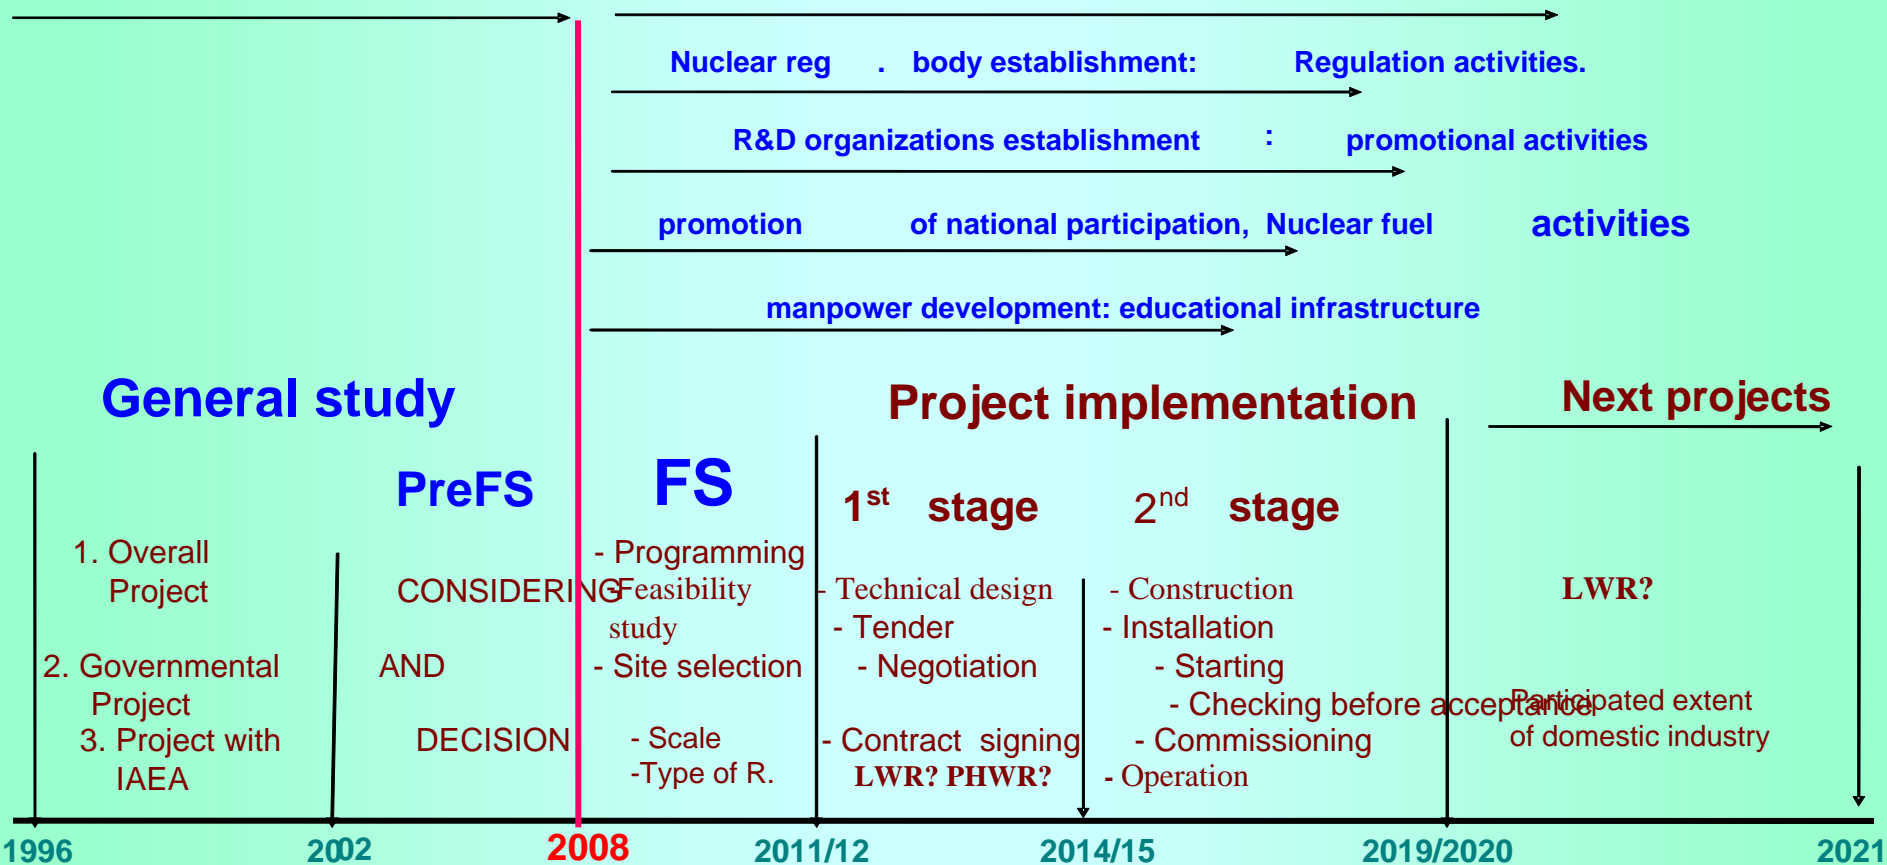 Nuclear reg . body establishment: Regulation activities.
R&D organizations establishment : promotional activities
promotion of national participation, Nuclear fuel activities
manpower development: educational infrastructure
General study
Project implementation
Next projects
PreFS
FS
1st stage
2nd stage
1. Overall
Project
2. Governmental
Project
3. Project with
IAEA
CONSIDERING
AND
DECISION
- Programming
-Feasibility
study
- Site selection
- Scale
-Type of R.
- Technical design
- Tender
- Negotiation
- Contract signing
LWR? PHWR?
- Construction
- Installation
- Starting
- Checking before acceptance
- Commissioning
- Operation
LWR?
Participated extent
of domestic industry
1996 2002 2008 2011/12 2014/15 2019/2020 2021